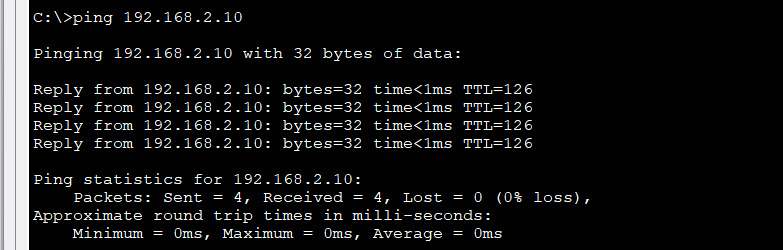 C:\>ping 192.168.2.10
Pinging 192.168.2.10 with 32 bytes of data:
Reply from 192.168.2.10: bytes=32 time<1ms TTL=126
Reply from 192.168.2.10: bytes=32 time<1ms TTL=126
Reply from 192.168.2.10: bytes=32 time<1ms TTL=126
Reply from 192.168.2.10: bytes=32 time<1ms TTL=126
Ping statistics for 192.168.2.10:
    Packets: Sent = 4, Received = 4, Lost = 0 (0% loss),
Approximate round trip times in milli-seconds:
    Minimum = 0ms, Maximum = 0ms, Average = 0ms